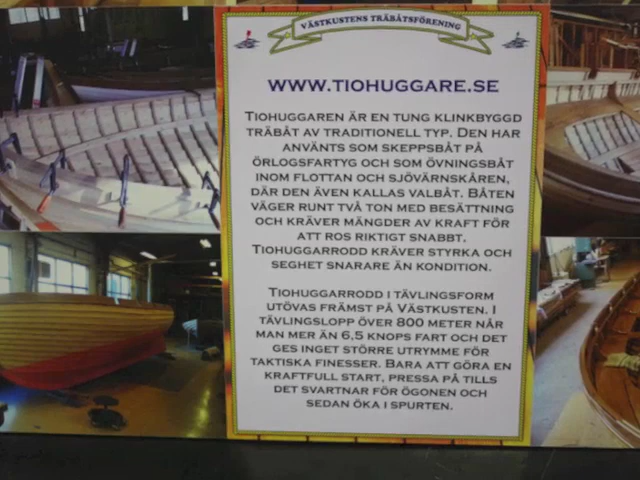 VÄSTKUSTENS TRÄBÅTSFÖRENING
WWW.TIOHUGGARE.SE
TIOHUGGAREN ÄR EN TUNG KLINKBYGGD
TRÄBÅT AV TRADITIONELL TYP. DEN HAR
ANVÄNTS SOM SKEPPSBÅT PÅ
ÖRLOGSFARTYG OCH SOM ÖVNINGSBÅT
INOM FLOTTAN OCH SJÖVÄRNSKÅREN,
DÄR DEN ÄVEN KALLAS VALBÅT. BÅTEN
VÄGER RUNT TVÅ TON MED BESÄTTNING
OCH KRÄVER MÄNGDER AV KRAFT FÖR
ATT ROS RIKTIGT SNABBT.
TIOHUGGARRODD KRÄVER STYRKA OCH
SEGHET SNARARE ÄN KONDITION.
TIOHUGGARRODD I TÄVLINGSFORM
UTÖVAS FRÄMST PÅ VÄSTKUSTEN. I
TÄVLINGSLOPP ÖVER 800 METER NÅR
MAN MER ÄN 6,5 KNOPS FART OCH DET
GES INGET STÖRRE UTRYMME FÖR
TAKTISKA FINESSER. BARA ATT GÖRA EN
KRAFTFULL START, PRESSA PÅ TILLS
DET SVARTNAR FÖR ÖGONEN OCH
SEDAN ÖKA I SPURTEN.